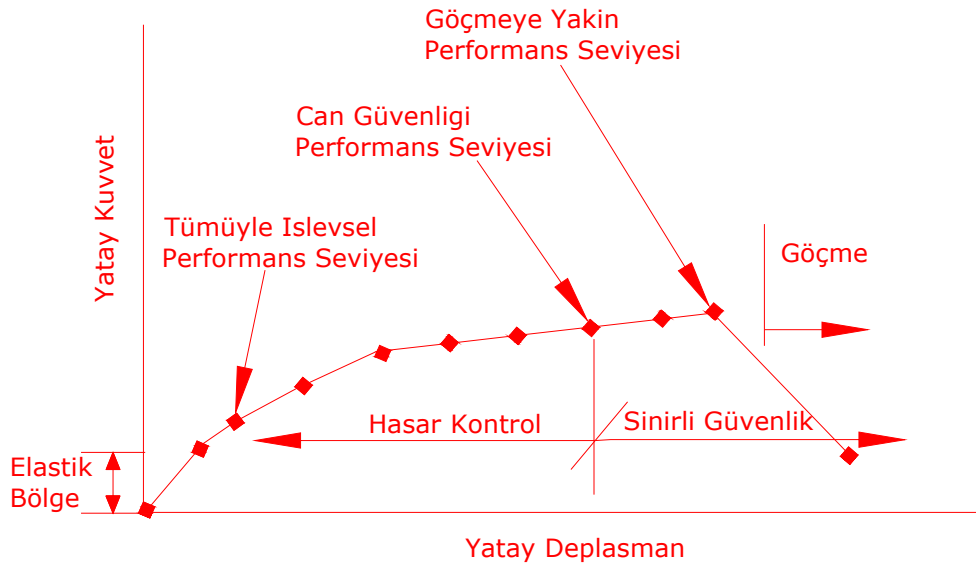 Göçmeye Yakin
Performans Seviyesi
Can Güvenligi
Performans Seviyesi
Yatay Kuvvet
Tümüyle Islevsel
Performans Seviyesi
Göçme
Hasar Kontrol
Sinirli Güvenlik
Elastik
Bölge
Yatay Deplasman